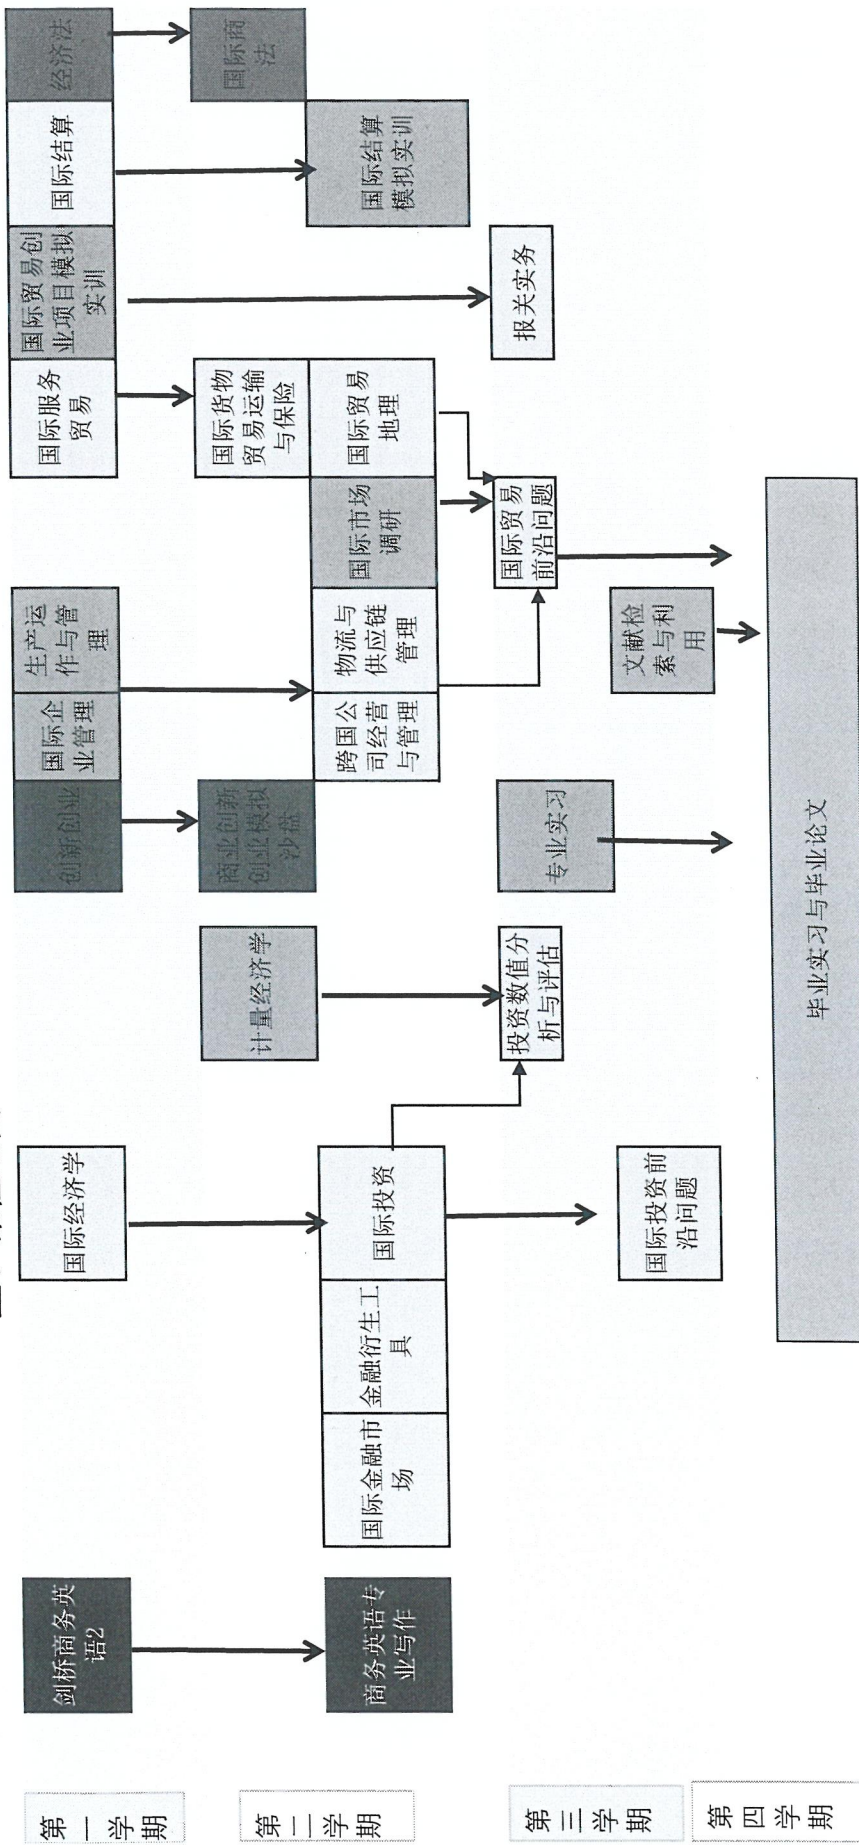 第
一
学
期
剑桥商务英
语2
国际经济学
创新创业
国际企
业管理
生产运
作与管
理
国际服务
贸易
国际贸易创
业项目模拟
实训
国际结算
经济法
第
二
学
期
计量经济学
商业创新
创业模拟
沙盘
国际货物
贸易运输
与保险
国际商
法
商务英语专
业写作
国际金融市
场
金融衍生工
具
国际投资
跨国公
司经营
与管理
物流与
供应链
管理
国际市场
调研
国际贸易
地理
国际结算
模拟实训
第
三
学
期
投资数值分
析与评估
专业实习
国际贸易
前沿问题
报关实务
国际投资前
沿问题
文献检
索与利
用
第
四
学
期
毕业实习与毕业论文